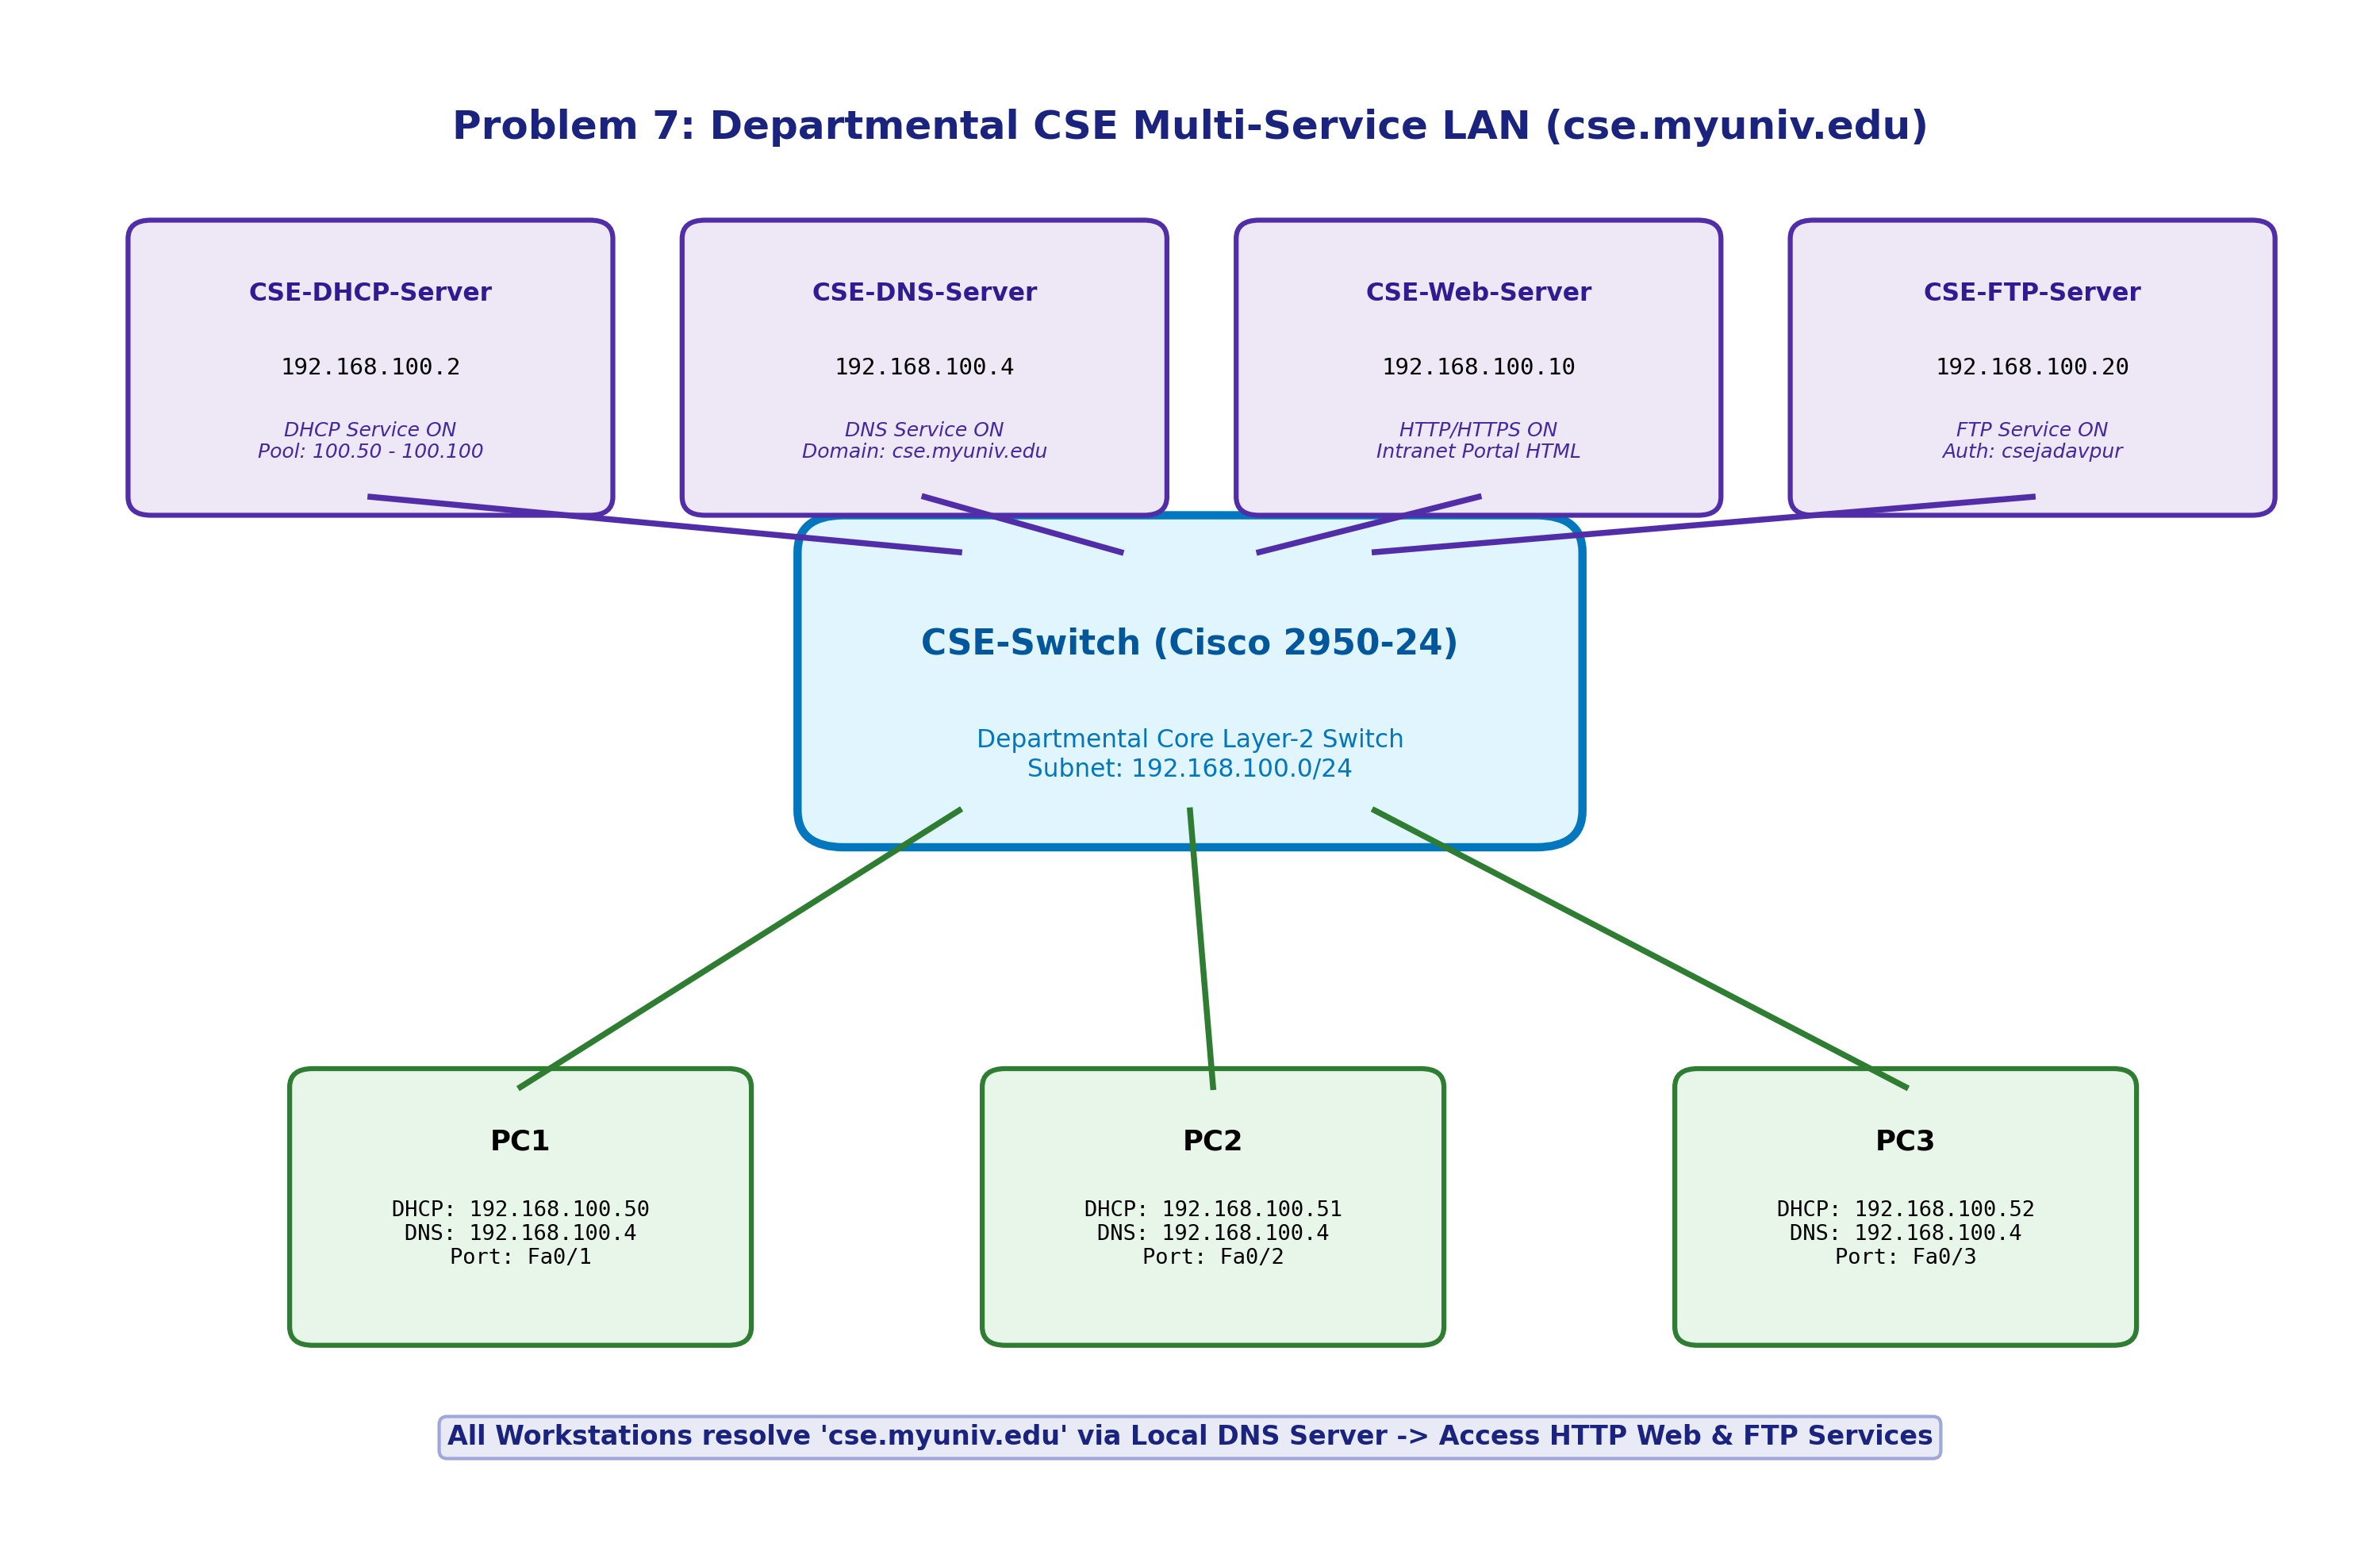 Problem 7: Departmental CSE Multi-Service LAN (cse.myuniv.edu)
CSE-DHCP-Server
192.168.100.2
DHCP Service ON
Pool: 100.50 - 100.100
CSE-DNS-Server
192.168.100.4
DNS Service ON
Domain: cse.myuniv.edu
CSE-Web-Server
192.168.100.10
HTTP/HTTPS ON
Intranet Portal HTML
CSE-FTP-Server
192.168.100.20
FTP Service ON
Auth: csejadavpur
CSE-Switch (Cisco 2950-24)
Departmental Core Layer-2 Switch
Subnet: 192.168.100.0/24
PC1
DHCP: 192.168.100.50
DNS: 192.168.100.4
Port: Fa0/1
PC2
DHCP: 192.168.100.51
DNS: 192.168.100.4
Port: Fa0/2
PC3
DHCP: 192.168.100.52
DNS: 192.168.100.4
Port: Fa0/3
All Workstations resolve 'cse.myuniv.edu' via Local DNS Server -> Access HTTP Web & FTP Services